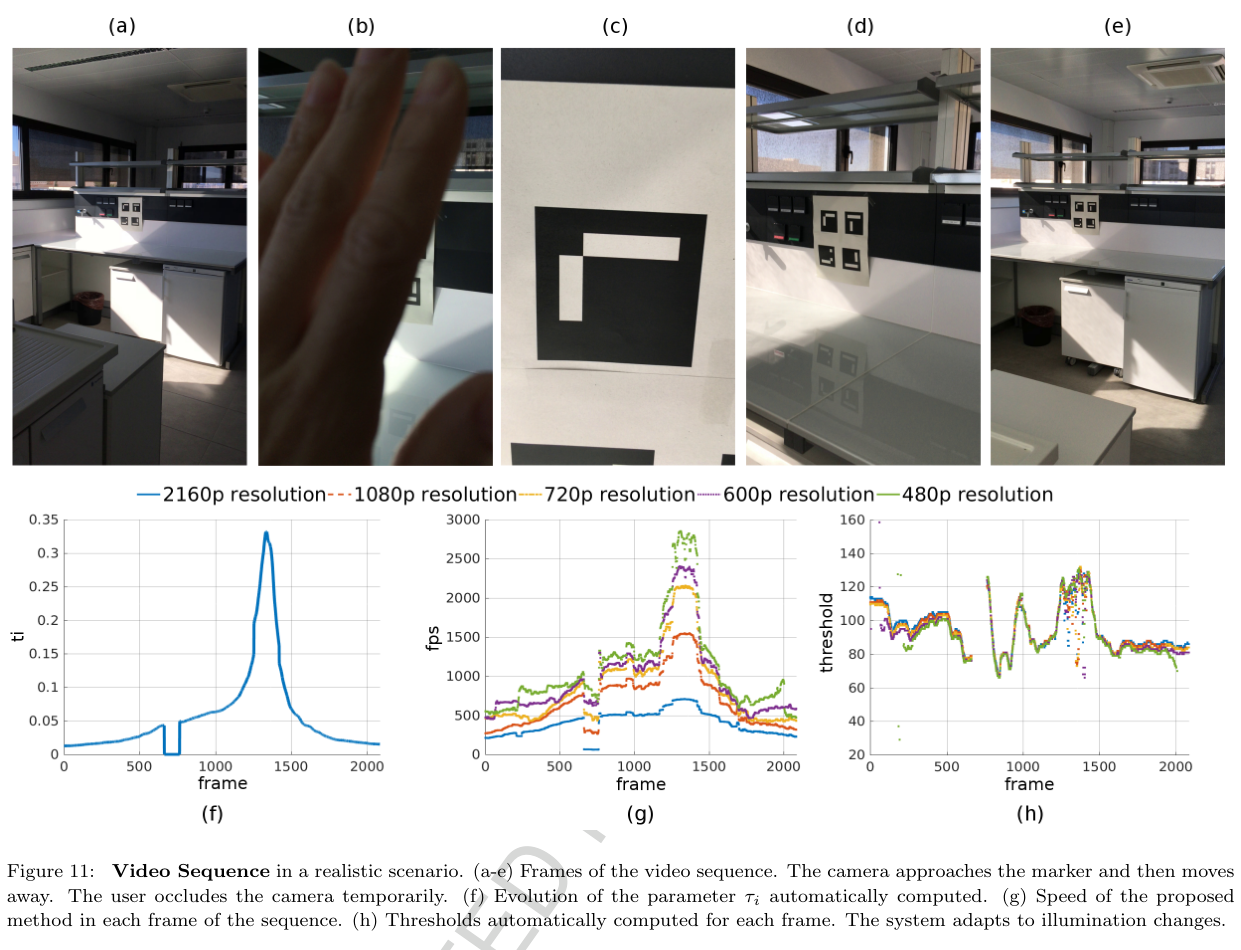 (a) (b) (c) (d) (e)
2160p resolution 1080p resolution 720p resolution 600p resolution 480p resolution
0.35
0.3
0.25
0.2
0.15
0.1
0.05
0
ti
0 500 1000 1500 2000
frame
(f)
3000
2500
2000
1500
1000
500
0
fps
0 500 1000 1500 2000
frame
(g)
160
140
120
100
80
60
40
20
threshold
0 500 1000 1500 2000
frame
(h)
Figure 11: Video Sequence in a realistic scenario. (a-e) Frames of the video sequence. The camera approaches the marker and then moves
away. The user occludes the camera temporarily. (f) Evolution of the parameter τi automatically computed. (g) Speed of the proposed
method in each frame of the sequence. (h) Thresholds automatically computed for each frame. The system adapts to illumination changes.